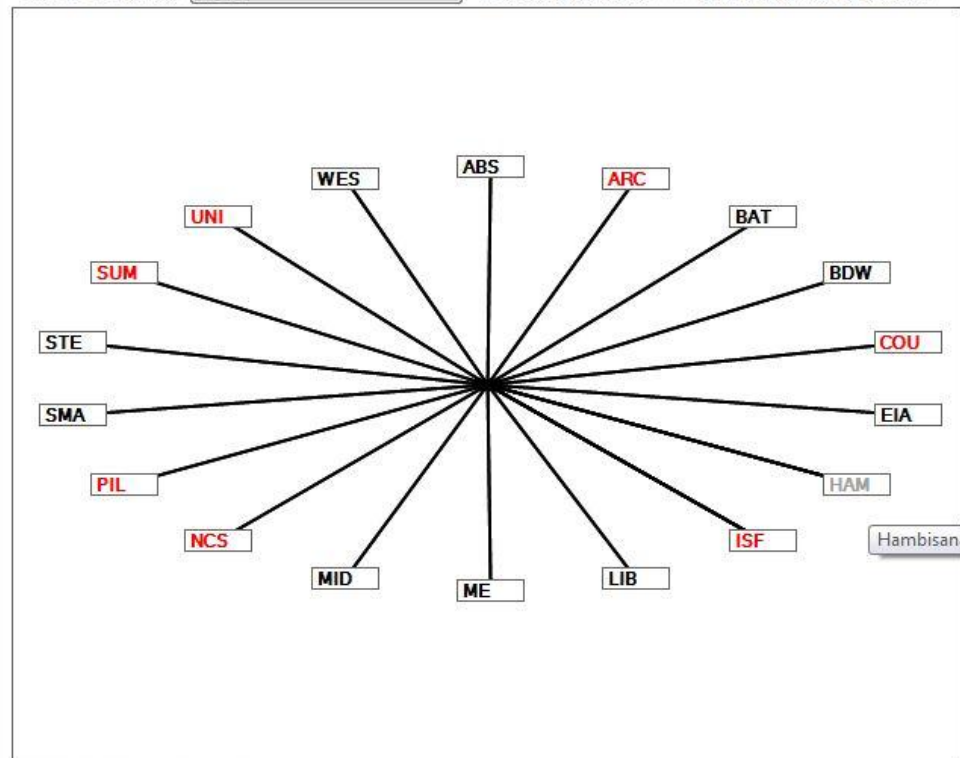 ABS
WES
ARC
UNI
BAT
SUM
BDW
STE
COU
SMA
EIA
PIL
HAM
NCS
ISF
Hambisan
MID
LIB
ME